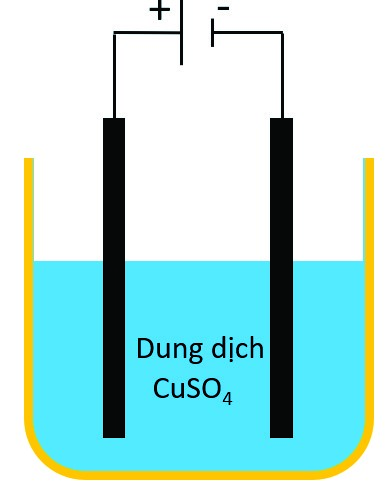 + -
Dung dịch
CuSO₄